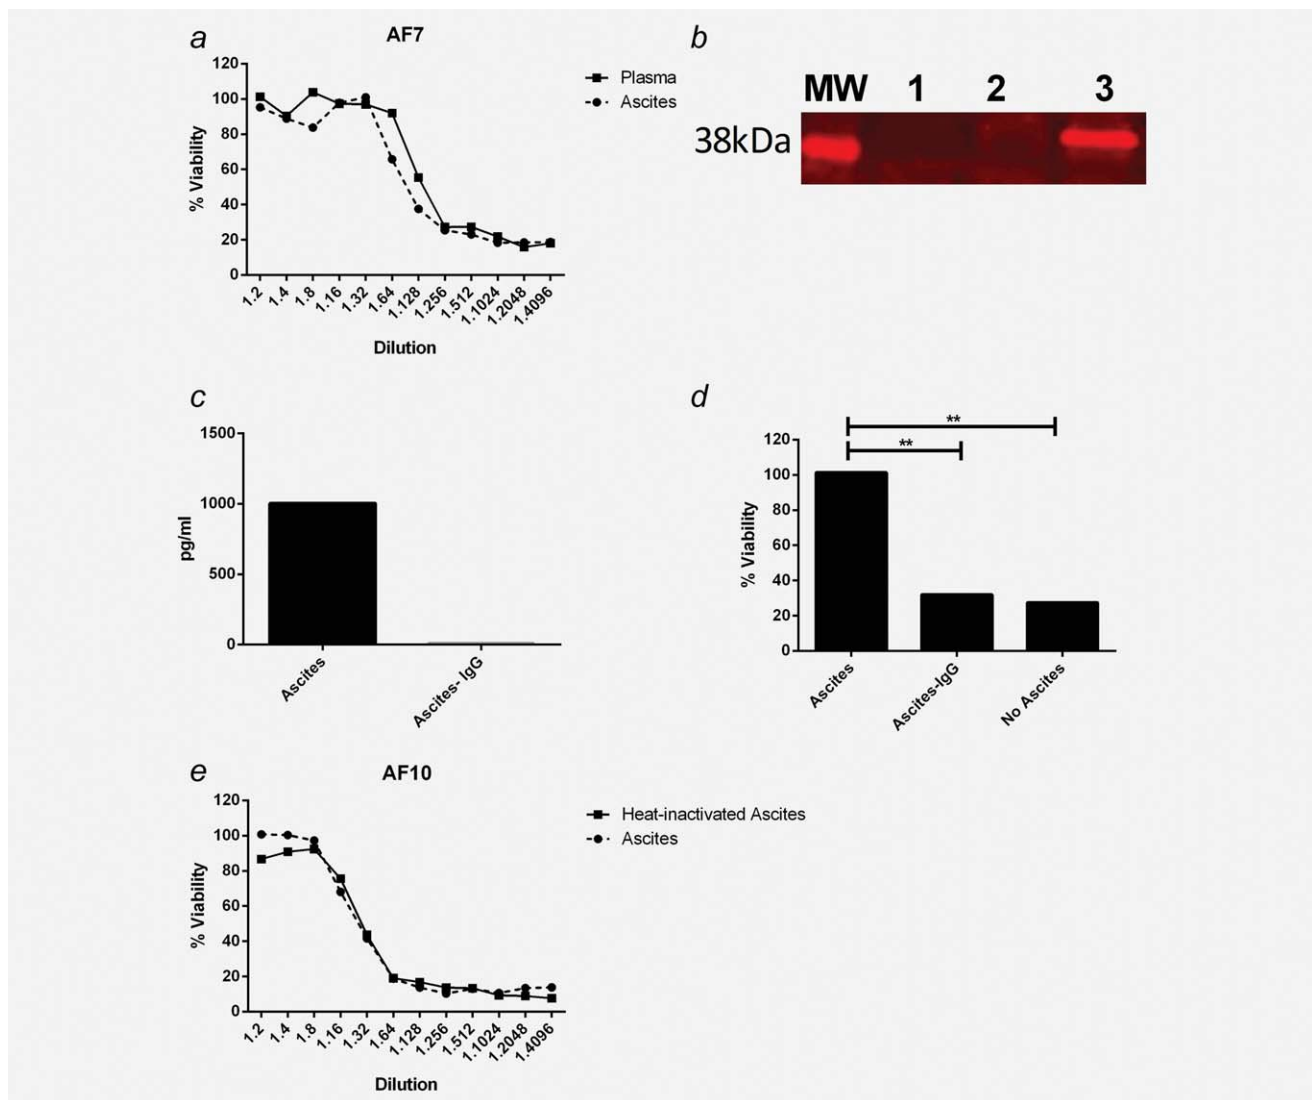 a
AF7
120
100
80
60
40
20
0
% Viability
1.2
1.4
1.8
1.16
1.32
1.64
1.128
1.256
1.512
1.1024
1.2048
1.4096
Dilution
Plasma
Ascites
b
MW 1 2 3
38kDa
c
1500
1000
500
0
pg/ml
Ascites
Ascites- IgG
d
**
**
120
100
80
60
40
20
0
% Viability
Ascites
Ascites-IgG
No Ascites
e
AF10
120
100
80
60
40
20
0
% Viability
1.2
1.4
1.8
1.16
1.32
1.64
1.128
1.256
1.512
1.1024
1.2048
1.4096
Dilution
Heat-inactivated Ascites
Ascites